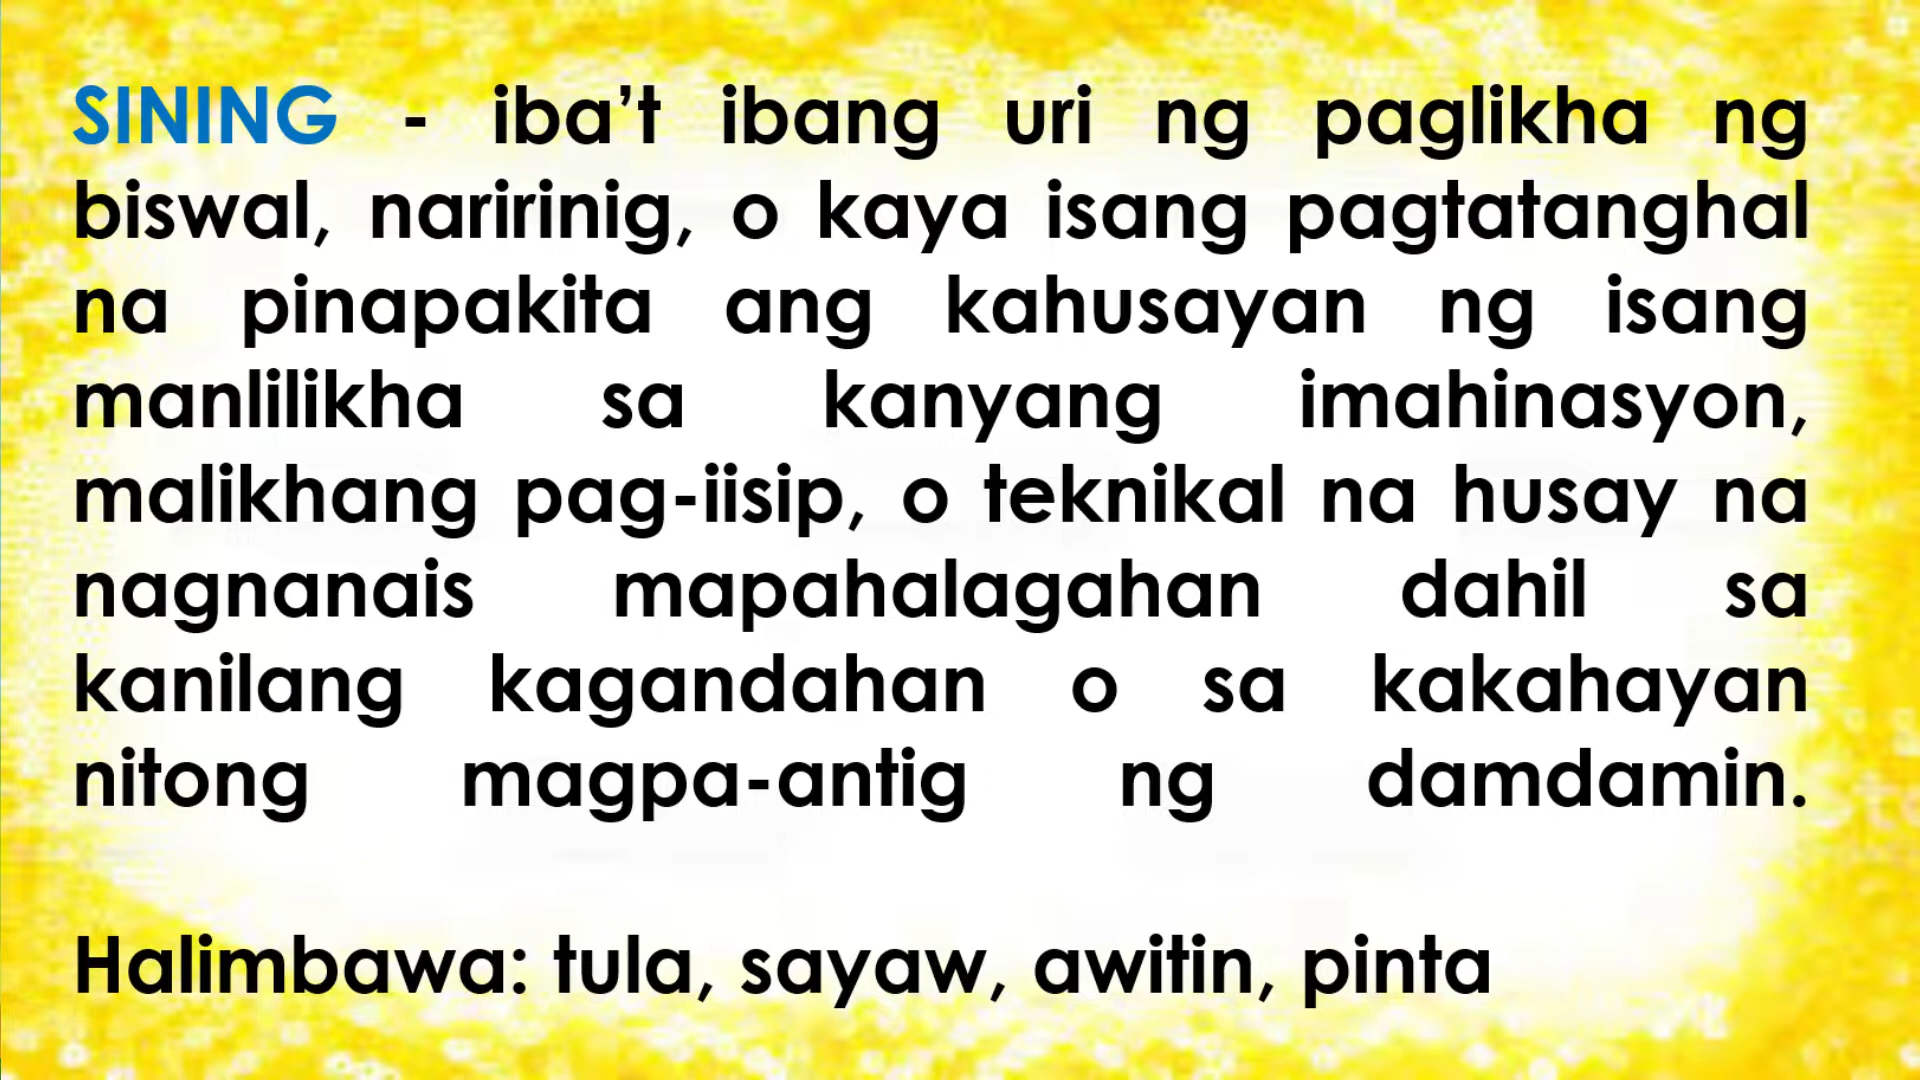 SINING - iba’t ibang uri ng paglikha ng
biswal, naririnig, o kaya isang pagtatanghal
na pinapakita ang kahusayan ng isang
manlilikha sa kanyang imahinasyon,
malikhang pag-iisip, o teknikal na husay na
nagnanais mapahalagahan dahil sa
kanilang kagandahan o sa kakahayan
nitong magpa-antig ng damdamin.
Halimbawa: tula, sayaw, awitin, pinta